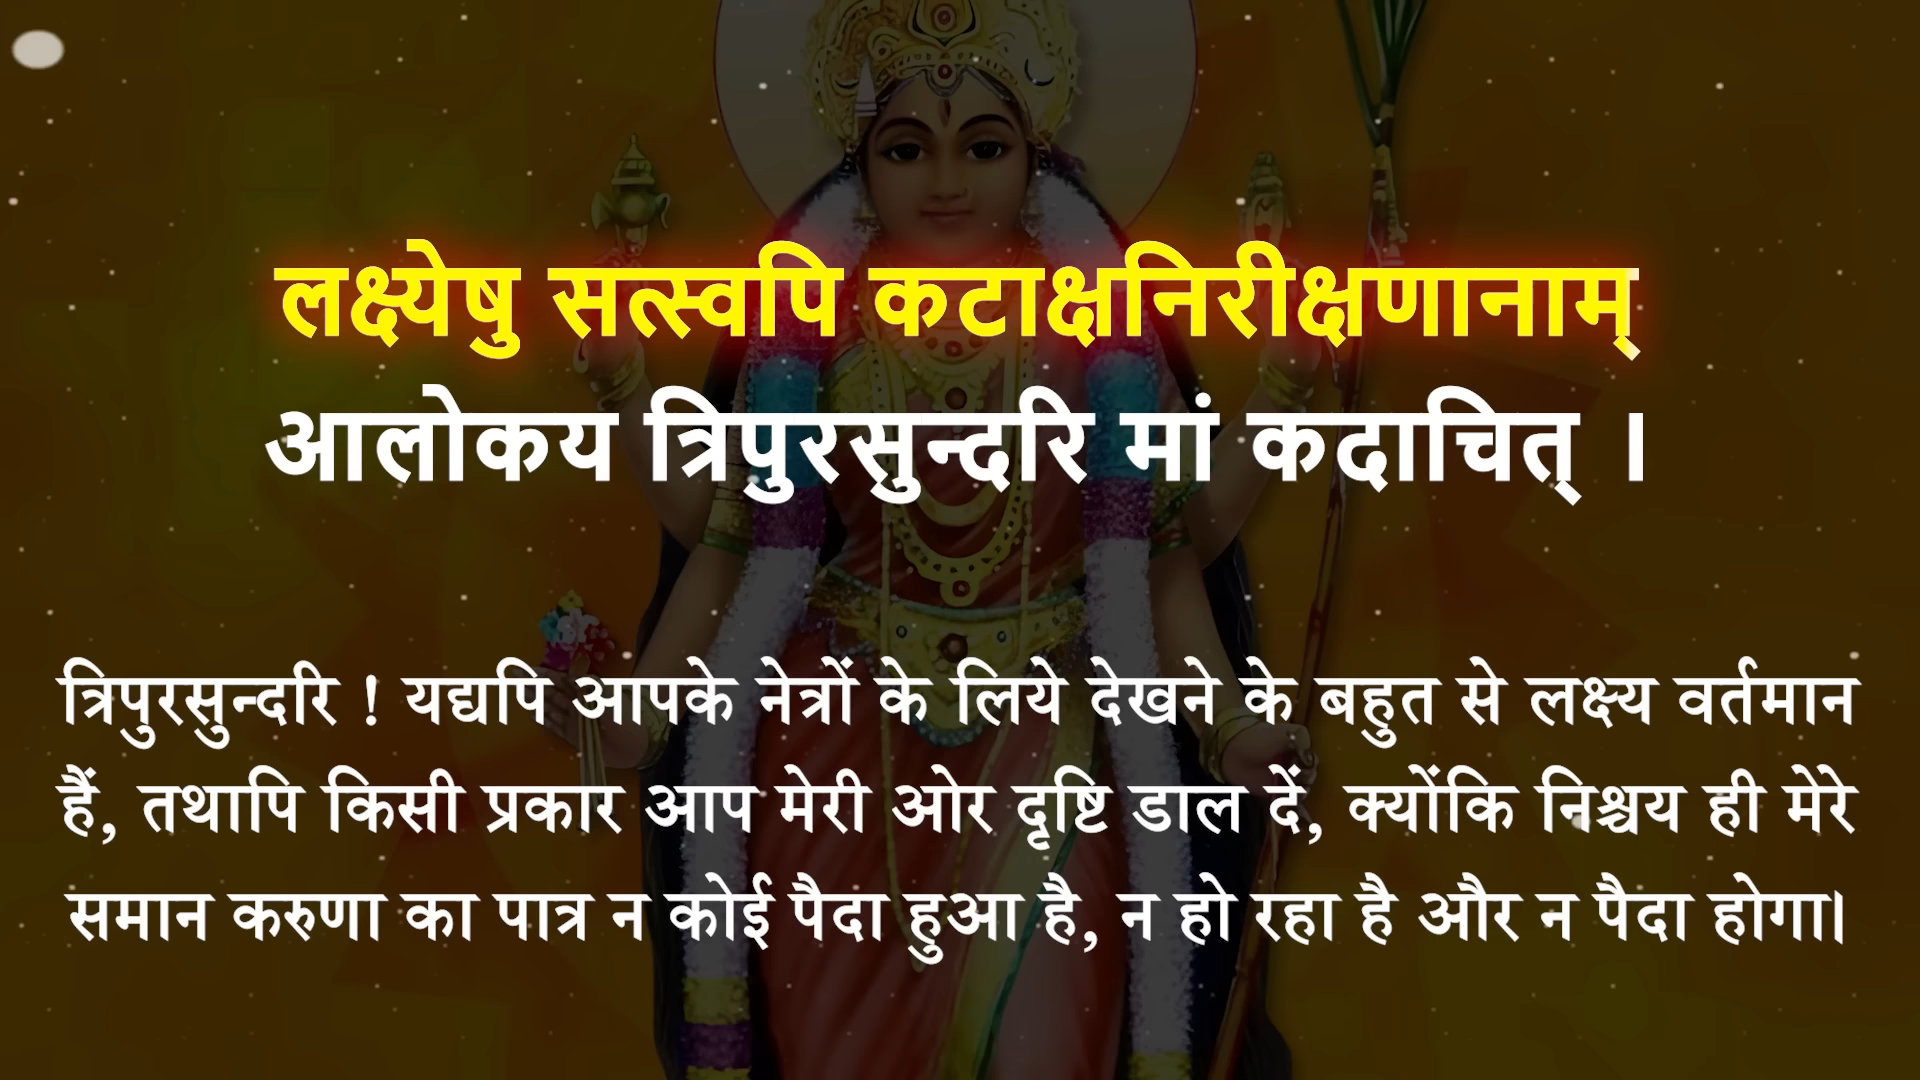 लक्ष्येषु सत्स्वपि कटाक्षनिरीक्षणानाम्
आलोकय त्रिपुरसुन्दरि मां कदाचित् ।
त्रिपुरसुन्दरि ! यद्यपि आपके नेत्रों के लिये देखने के बहुत से लक्ष्य वर्तमान
हैं, तथापि किसी प्रकार आप मेरी ओर दृष्टि डाल दें, क्योंकि निश्चय ही मेरे
समान करुणा का पात्र न कोई पैदा हुआ है, न हो रहा है और न पैदा होगा।